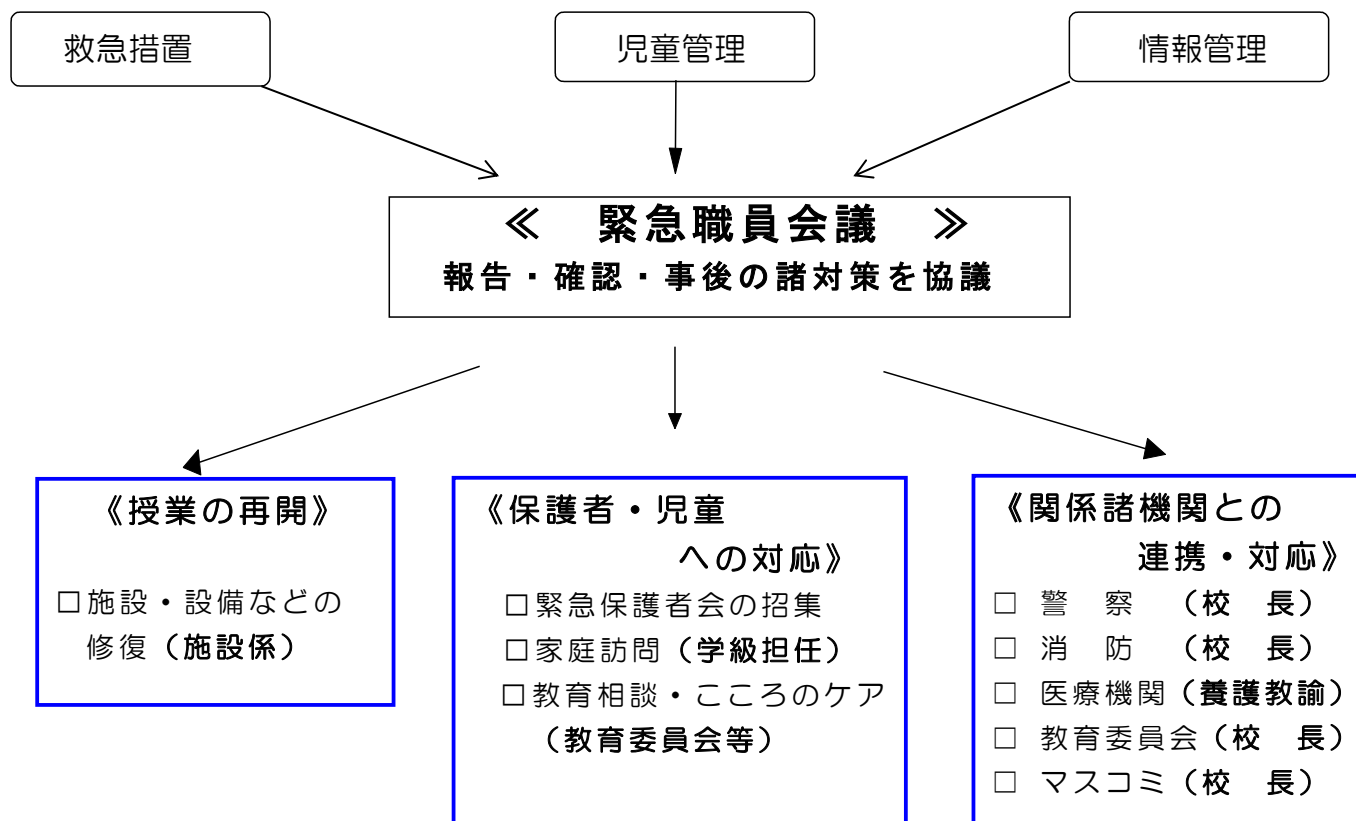 救急措置
児童管理
情報管理
≪　緊急職員会議　≫
報告・確認・事後の諸対策を協議
《授業の再開》
□施設・設備などの
修復（施設係）
《保護者・児童
への対応》
□緊急保護者会の招集
□家庭訪問（学級担任）
□教育相談・こころのケア
（教育委員会等）
《関係諸機関との
連携・対応》
□　警　察　（校　長）
□　消　防　（校　長）
□　医療機関（養護教諭）
□　教育委員会（校　長）
□　マスコミ（校　長）